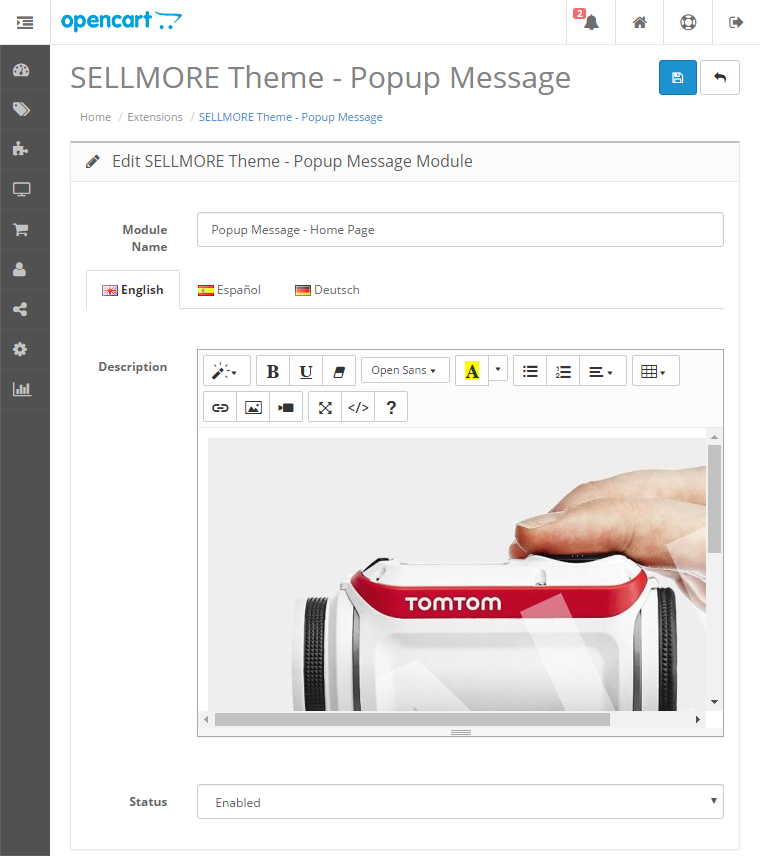 opencart
2
SELLMORE Theme - Popup Message
Home / Extensions / SELLMORE Theme - Popup Message
Edit SELLMORE Theme - Popup Message Module
Module Name
Popup Message - Home Page
English Español Deutsch
Description
B U Open Sans A
</> ?
TOMTOM
Status
Enabled